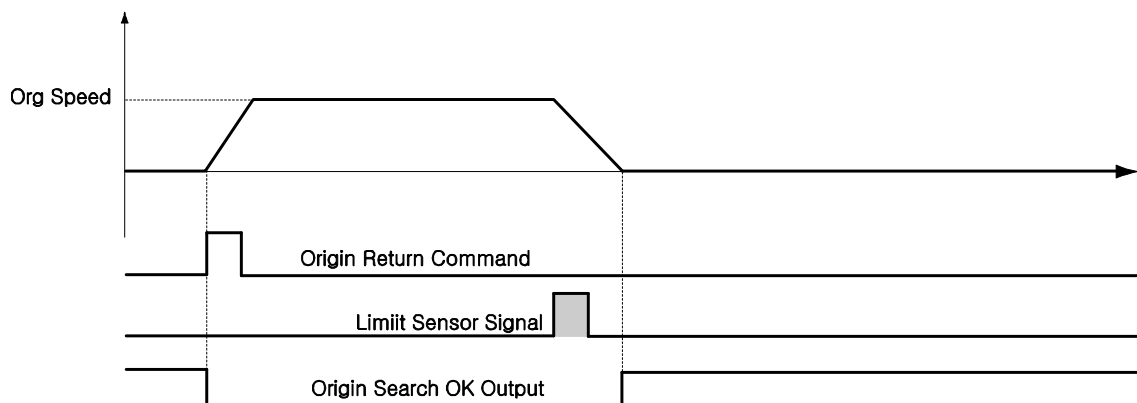 Org Speed
Origin Return Command
Limiit Sensor Signal
Origin Search OK Output